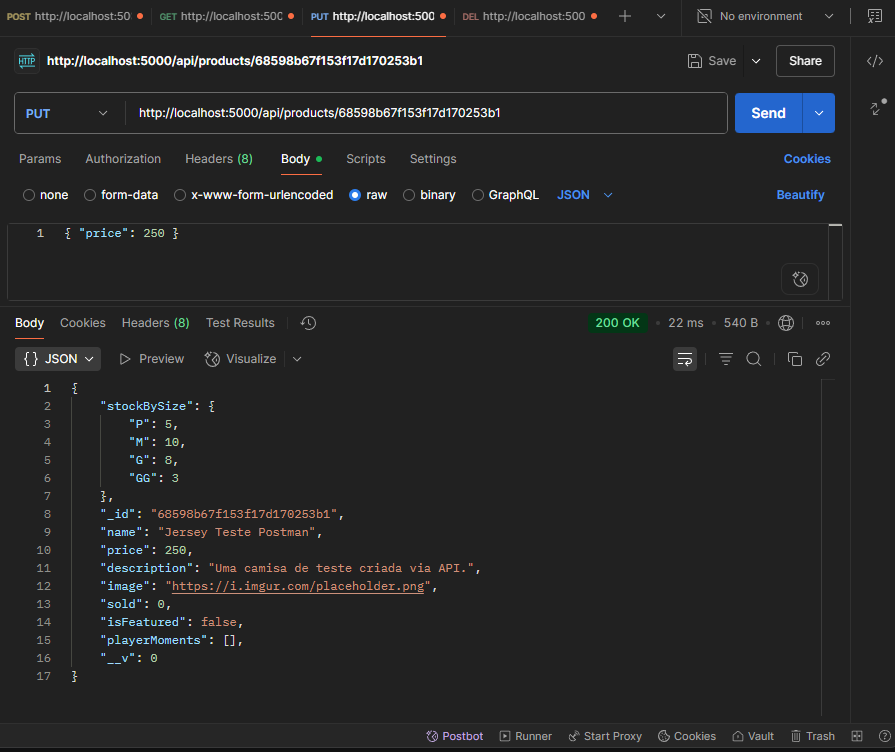 POST http://localhost:50 GET http://localhost:500 PUT http://localhost:500 DEL http://localhost:500 No environment
HTTP http://localhost:5000/api/products/68598b67f153f17d170253b1 Save Share
PUT http://localhost:5000/api/products/68598b67f153f17d170253b1 Send
Params Authorization Headers (8) Body Scripts Settings Cookies
none form-data x-www-form-urlencoded raw binary GraphQL JSON Beautify
1 { "price": 250 }
Body Cookies Headers (8) Test Results 200 OK 22 ms 540 B
{} JSON Preview Visualize
1 {
2 "stockBySize": {
3 "P": 5,
4 "M": 10,
5 "G": 8,
6 "GG": 3
7 },
8 "_id": "68598b67f153f17d170253b1",
9 "name": "Jersey Teste Postman",
10 "price": 250,
11 "description": "Uma camisa de teste criada via API.",
12 "image": "https://i.imgur.com/placeholder.png",
13 "sold": 0,
14 "isFeatured": false,
15 "playerMoments": [],
16 "__v": 0
17 }
Postbot Runner Start Proxy Cookies Vault Trash